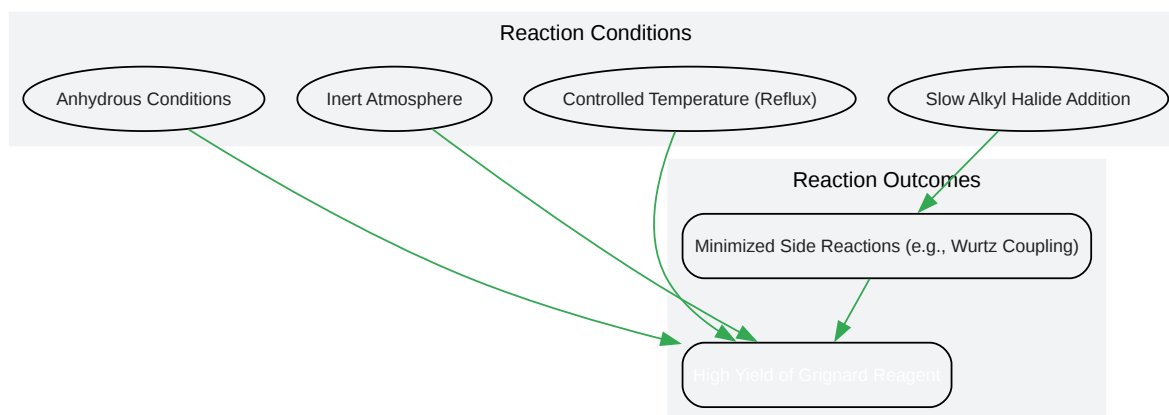 Reaction Conditions
Anhydrous Conditions
Inert Atmosphere
Controlled Temperature (Reflux)
Slow Alkyl Halide Addition
Reaction Outcomes
Minimized Side Reactions (e.g., Wurtz Coupling)
High Yield of Grignard Reagent